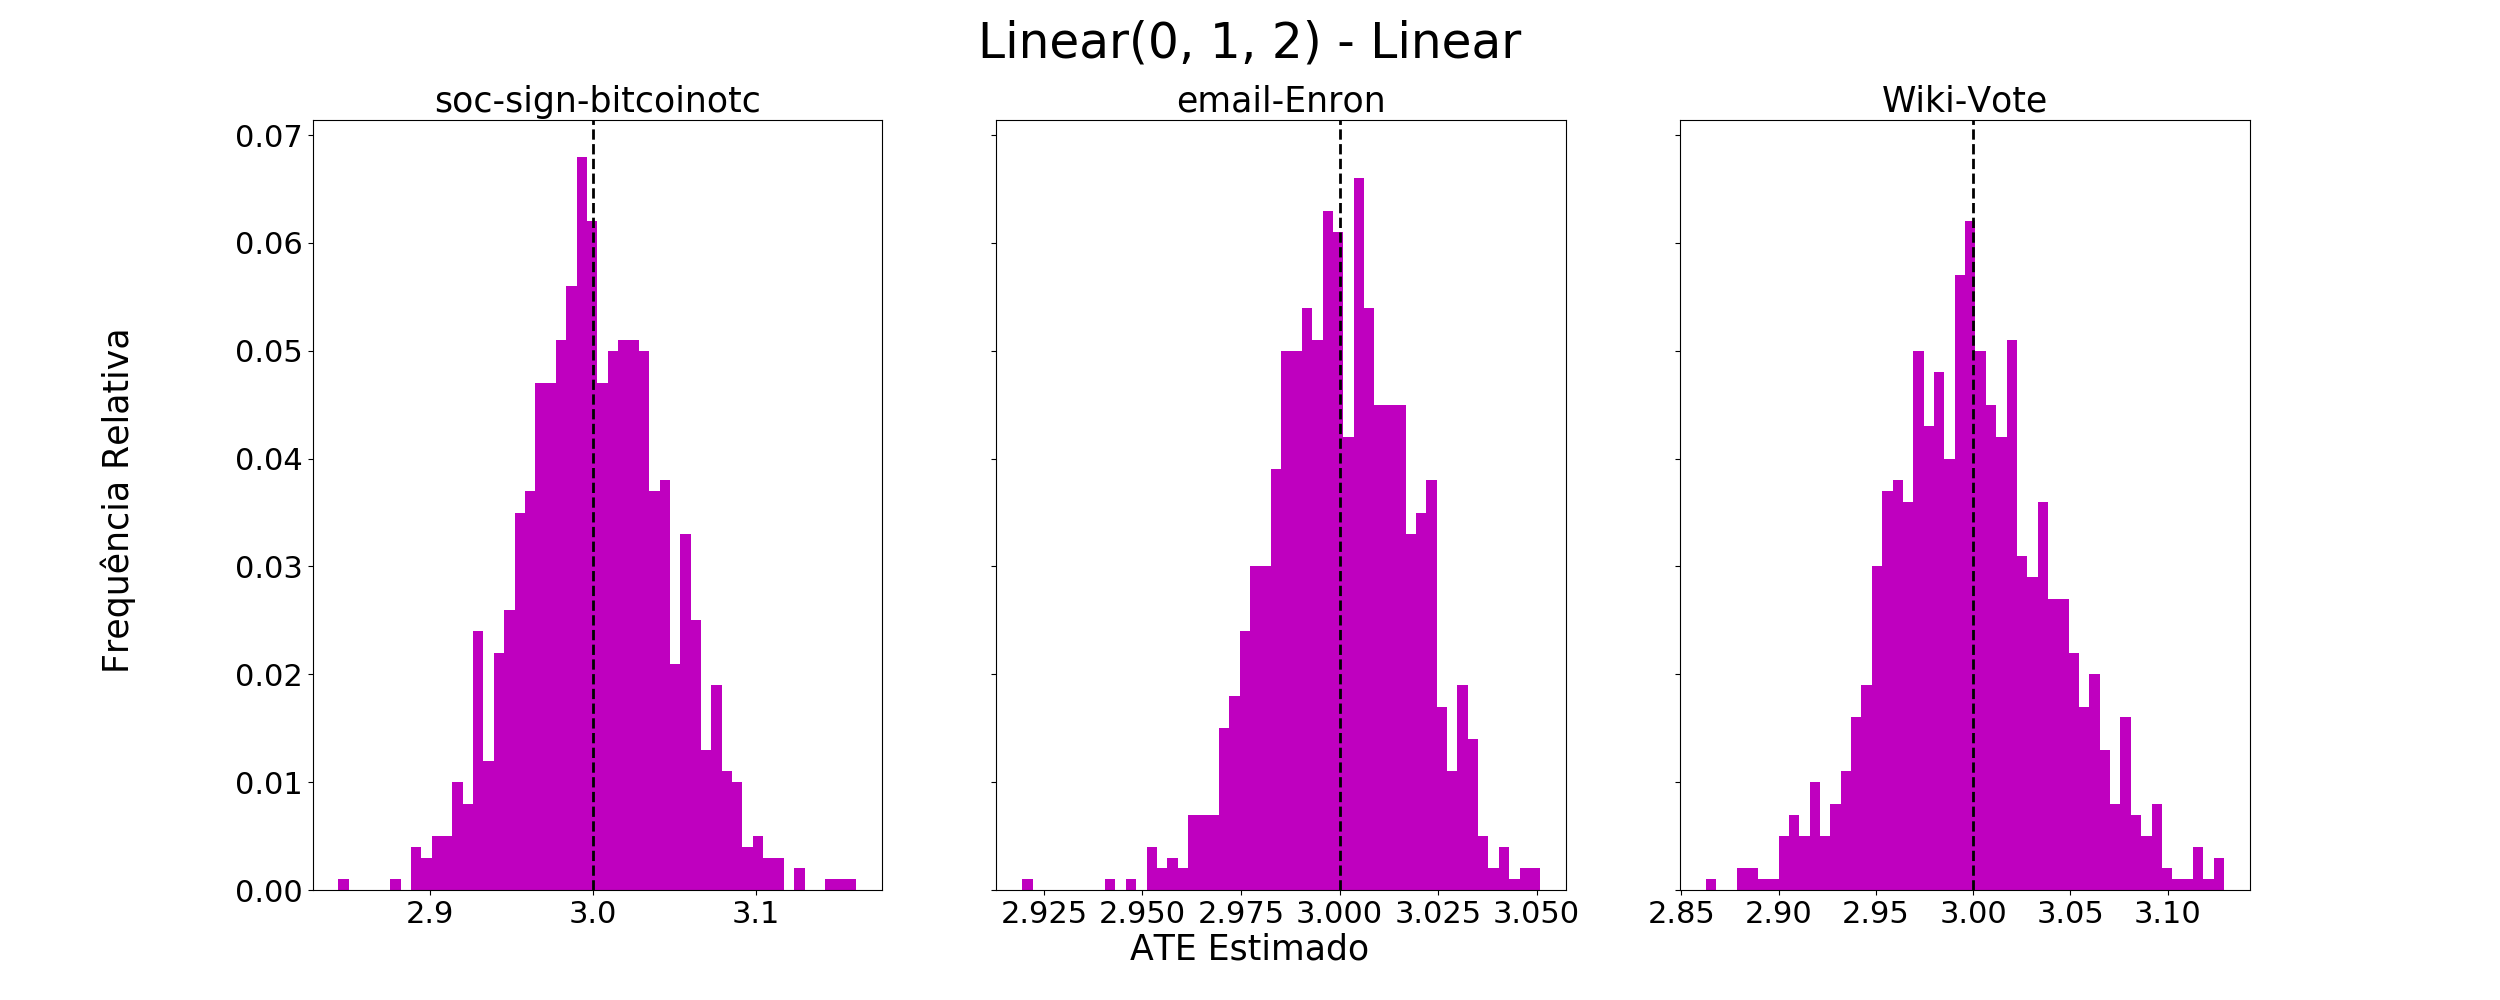 Linear(0, 1, 2) - Linear
soc-sign-bitcoinotc
email-Enron
Wiki-Vote
Frequência Relativa
0.07
0.06
0.05
0.04
0.03
0.02
0.01
0.00
2.9 3.0 3.1
2.925 2.950 2.975 3.000 3.025 3.050
2.85 2.90 2.95 3.00 3.05 3.10
ATE Estimado